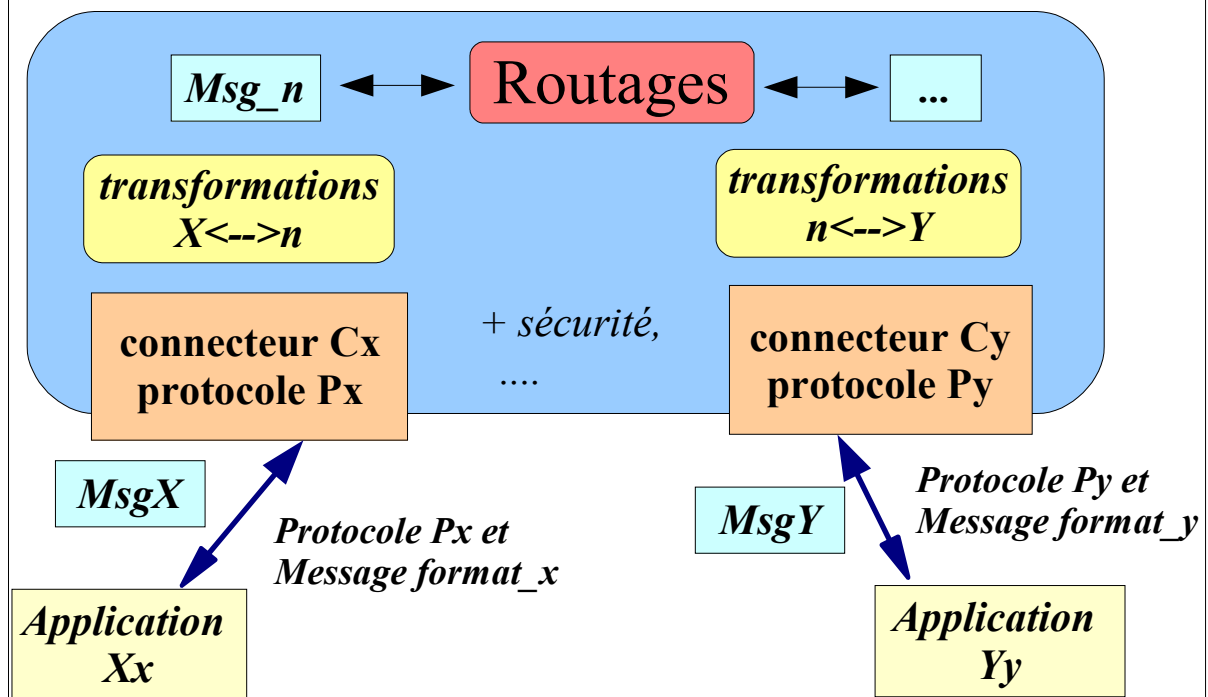 Msg_n
Routages
...
transformations
X<-->n
transformations
n<-->Y
connecteur Cx
protocole Px
+ sécurité,
....
connecteur Cy
protocole Py
MsgX
Protocole Px et
Message format_x
MsgY
Protocole Py et
Message format_y
Application
Xx
Application
Yy